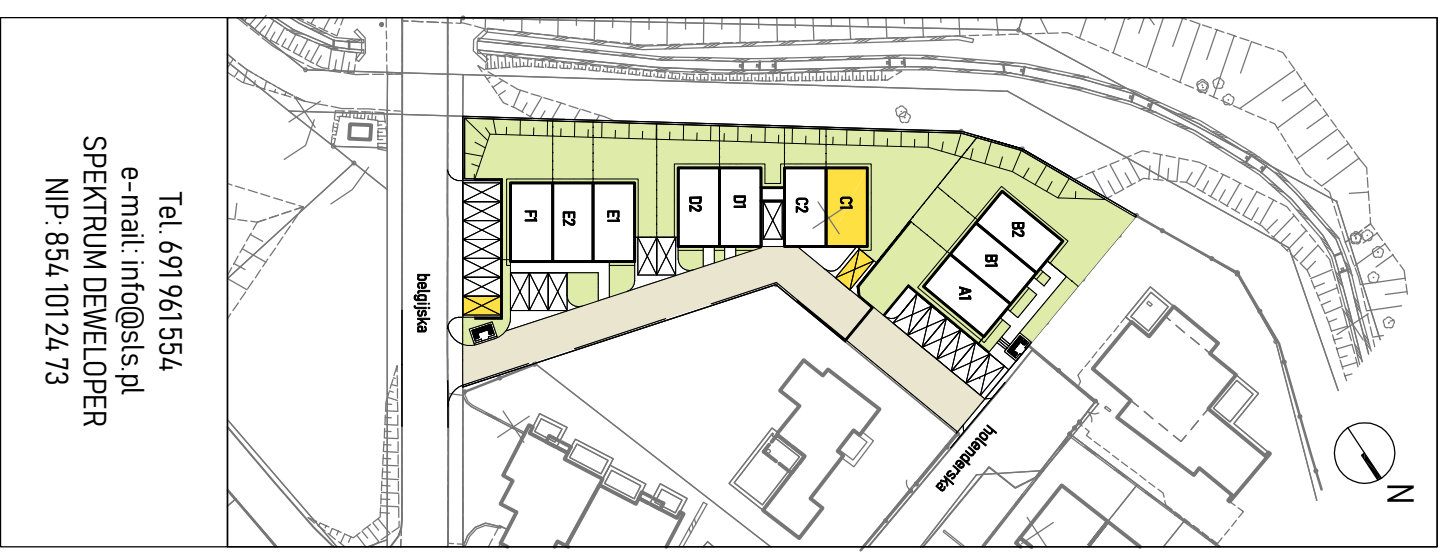 Tel. 691 961 554
e-mail: info@sls.pl
SPEKTRUM DEWELOPER
NIP: 854 101 24 73
belgijska
F1
E2
E1
D2
D1
C2
C1
B2
B1
A1
holenderska
N